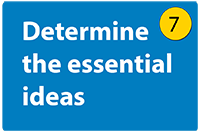 Determine
the essential
ideas
7